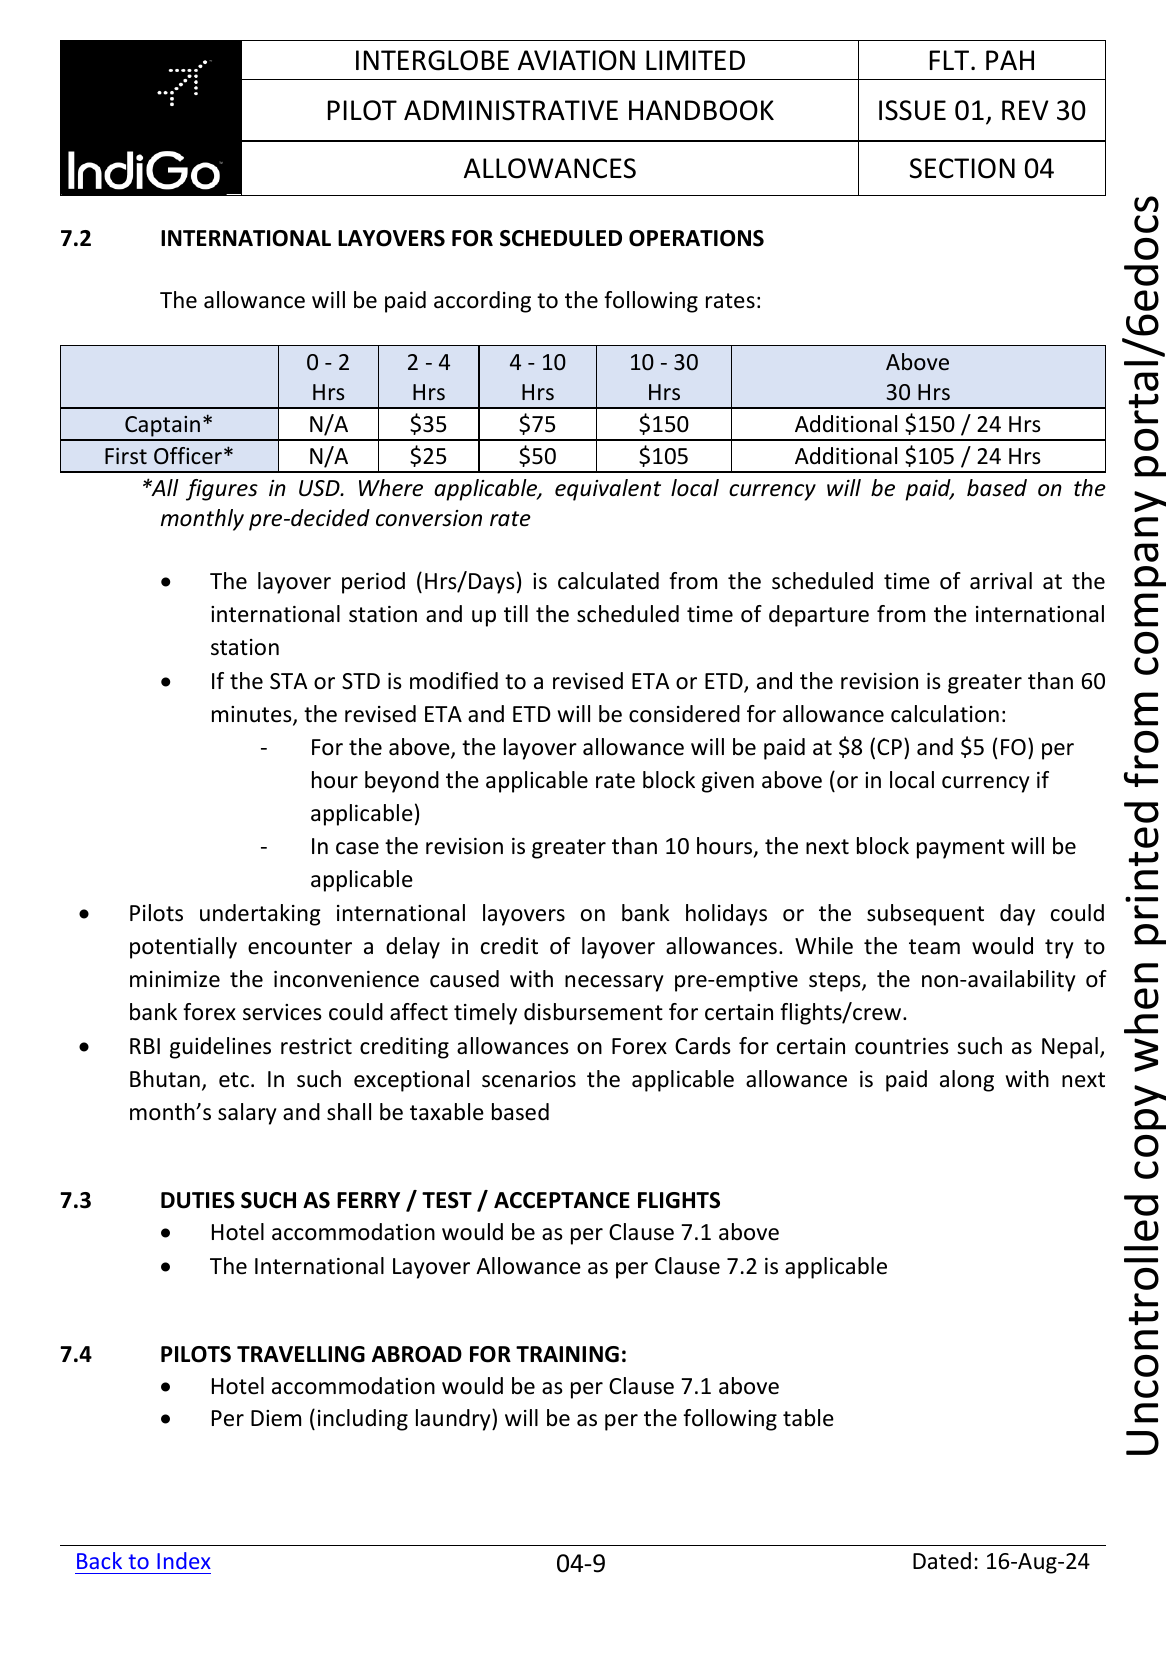 INTERGLOBE AVIATION LIMITED
FLT. PAH
PILOT ADMINISTRATIVE HANDBOOK
ISSUE 01, REV 30
IndiGo
ALLOWANCES
SECTION 04
7.2 INTERNATIONAL LAYOVERS FOR SCHEDULED OPERATIONS
The allowance will be paid according to the following rates:
0 - 2 Hrs
2 - 4 Hrs
4 - 10 Hrs
10 - 30 Hrs
Above 30 Hrs
Captain* N/A $35 $75 $150 Additional $150 / 24 Hrs
First Officer* N/A $25 $50 $105 Additional $105 / 24 Hrs
*All figures in USD. Where applicable, equivalent local currency will be paid, based on the
monthly pre-decided conversion rate
• The layover period (Hrs/Days) is calculated from the scheduled time of arrival at the
international station and up till the scheduled time of departure from the international
station
• If the STA or STD is modified to a revised ETA or ETD, and the revision is greater than 60
minutes, the revised ETA and ETD will be considered for allowance calculation:
- For the above, the layover allowance will be paid at $8 (CP) and $5 (FO) per
hour beyond the applicable rate block given above (or in local currency if
applicable)
- In case the revision is greater than 10 hours, the next block payment will be
applicable
• Pilots undertaking international layovers on bank holidays or the subsequent day could
potentially encounter a delay in credit of layover allowances. While the team would try to
minimize the inconvenience caused with necessary pre-emptive steps, the non-availability of
bank forex services could affect timely disbursement for certain flights/crew.
• RBI guidelines restrict crediting allowances on Forex Cards for certain countries such as Nepal,
Bhutan, etc. In such exceptional scenarios the applicable allowance is paid along with next
month’s salary and shall be taxable based
7.3 DUTIES SUCH AS FERRY / TEST / ACCEPTANCE FLIGHTS
• Hotel accommodation would be as per Clause 7.1 above
• The International Layover Allowance as per Clause 7.2 is applicable
7.4 PILOTS TRAVELLING ABROAD FOR TRAINING:
• Hotel accommodation would be as per Clause 7.1 above
• Per Diem (including laundry) will be as per the following table
Back to Index 04-9 Dated: 16-Aug-24
Uncontrolled copy when printed from company portal/6edocs